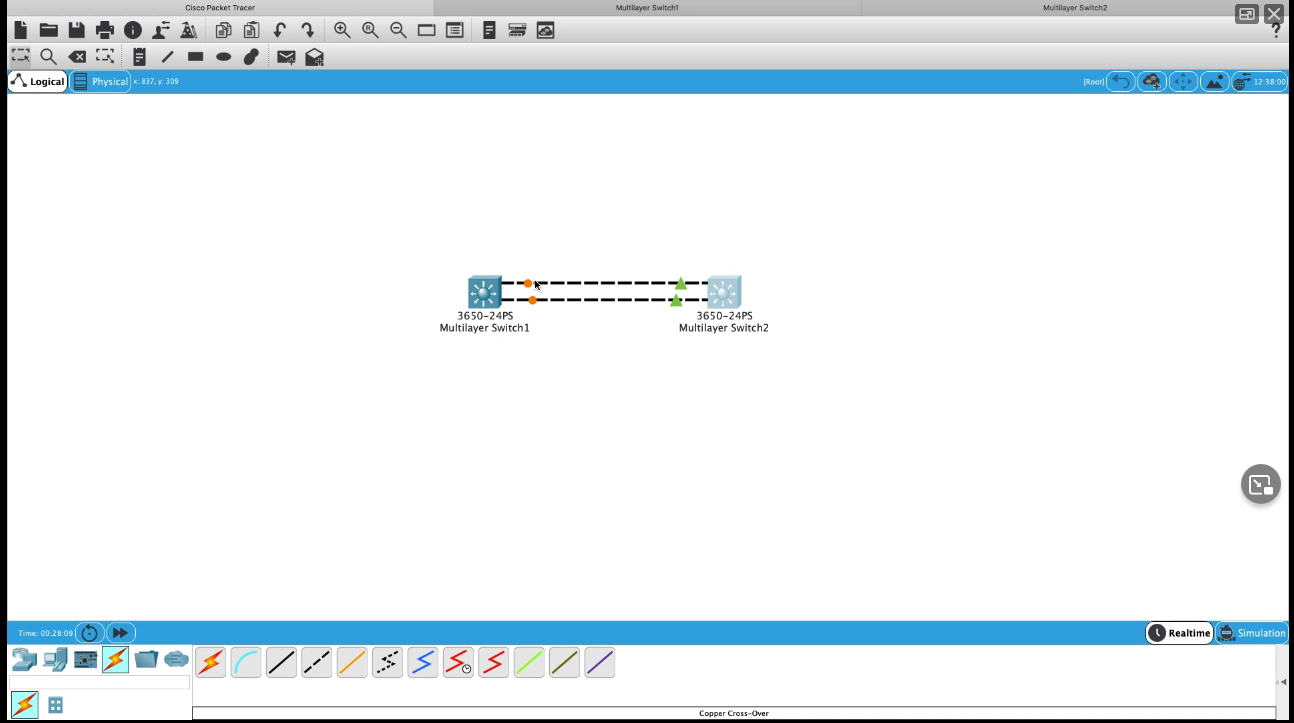 Cisco Packet Tracer
Multilayer Switch1
Multilayer Switch2
?
Logical
Physical
x: 837, y: 309
[Root]
12:38:00
3650-24PS
Multilayer Switch1
3650-24PS
Multilayer Switch2
Time: 00:28:09
Realtime
Simulation
Copper Cross-Over